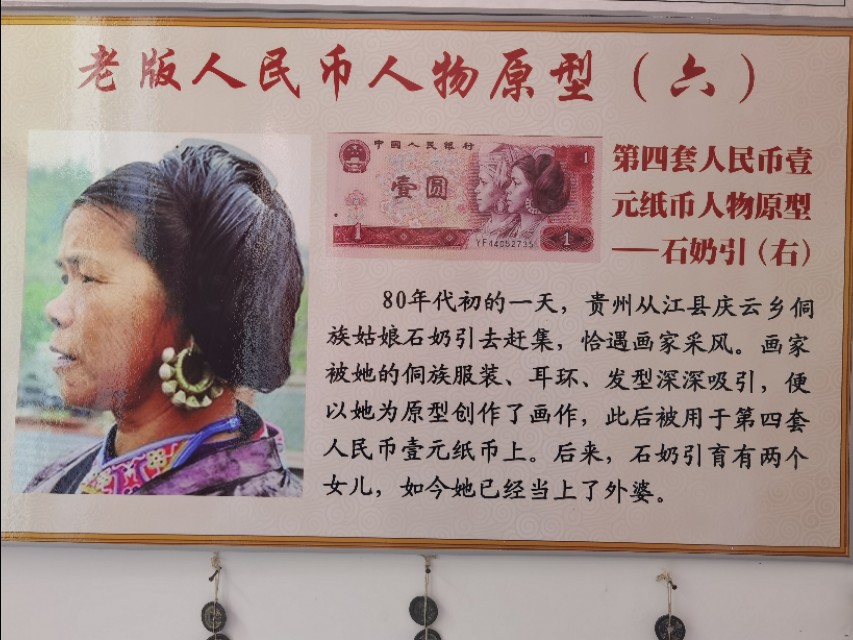 老版人民币人物原型（六）
中国人民银行
壹圆
1
1
1
YF44052735
第四套人民币壹
元纸币人物原型
——石奶引（右）
80年代初的一天，贵州从江县庆云乡侗
族姑娘石奶引去赶集，恰遇画家采风。画家
被她的侗族服装、耳环、发型深深吸引，便
以她为原型创作了画作，此后被用于第四套
人民币壹元纸币上。后来，石奶引育有两个
女儿，如今她已经当上了外婆。